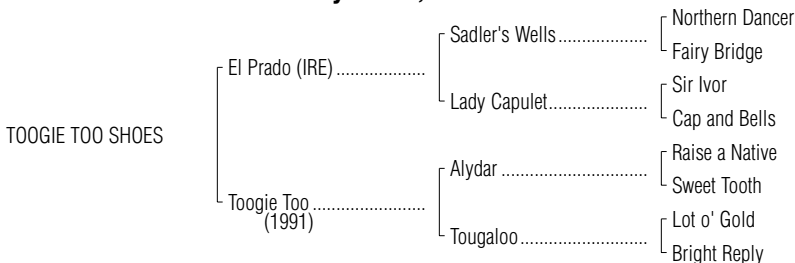 Northern Dancer
Sadler's Wells
Fairy Bridge
El Prado (IRE)
Sir Ivor
Lady Capulet
Cap and Bells
TOOGIE TOO SHOES
Raise a Native
Alydar
Sweet Tooth
Toogie Too
(1991)
Lot o' Gold
Tougaloo
Bright Reply